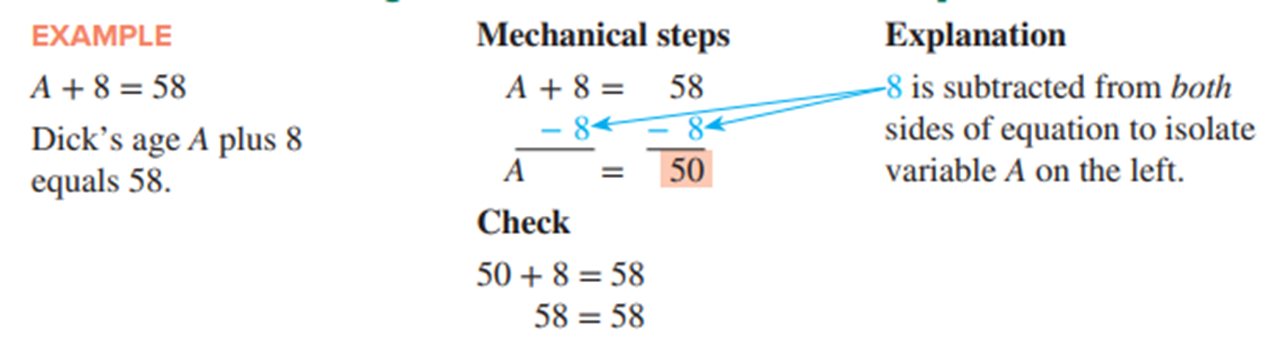 EXAMPLE
A + 8 = 58
Dick's age A plus 8
equals 58.
Mechanical steps
A + 8 = 58
− 8 − 8
A = 50
Check
50 + 8 = 58
58 = 58
Explanation
8 is subtracted from both
sides of equation to isolate
variable A on the left.